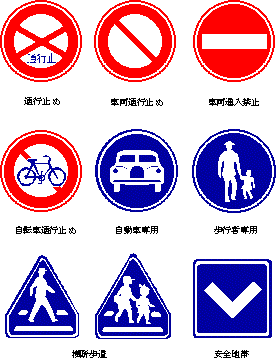 通行止
通行止め
車両通行止め
車両進入禁止
自転車通行止め
自動車専用
歩行者専用
横断歩道
安全地帯